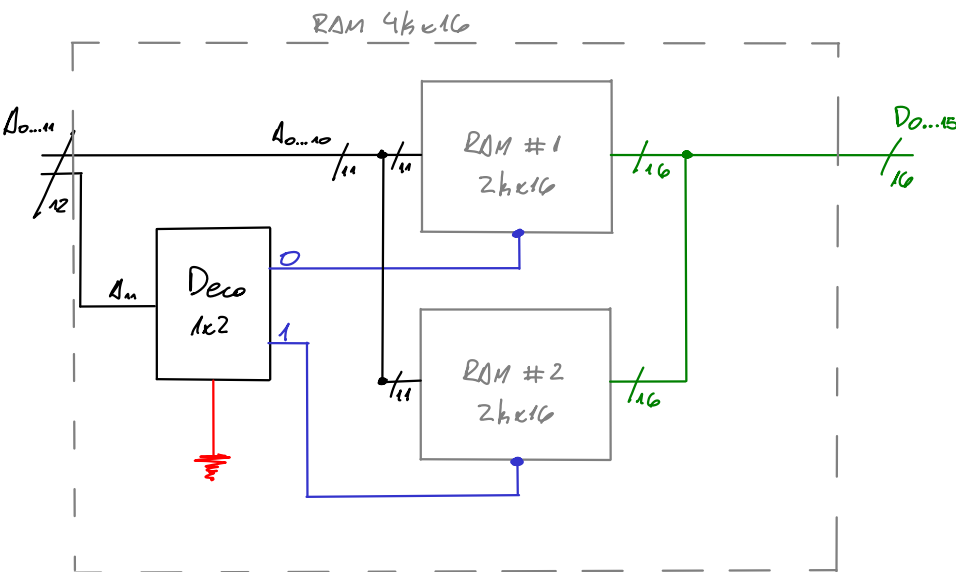 RAM 4kx16
A0...11
12
A0...10
11
11
RAM #1
2kx16
16
D0...15
16
A11
Deco
1x2
0
1
11
RAM #2
2kx16
16